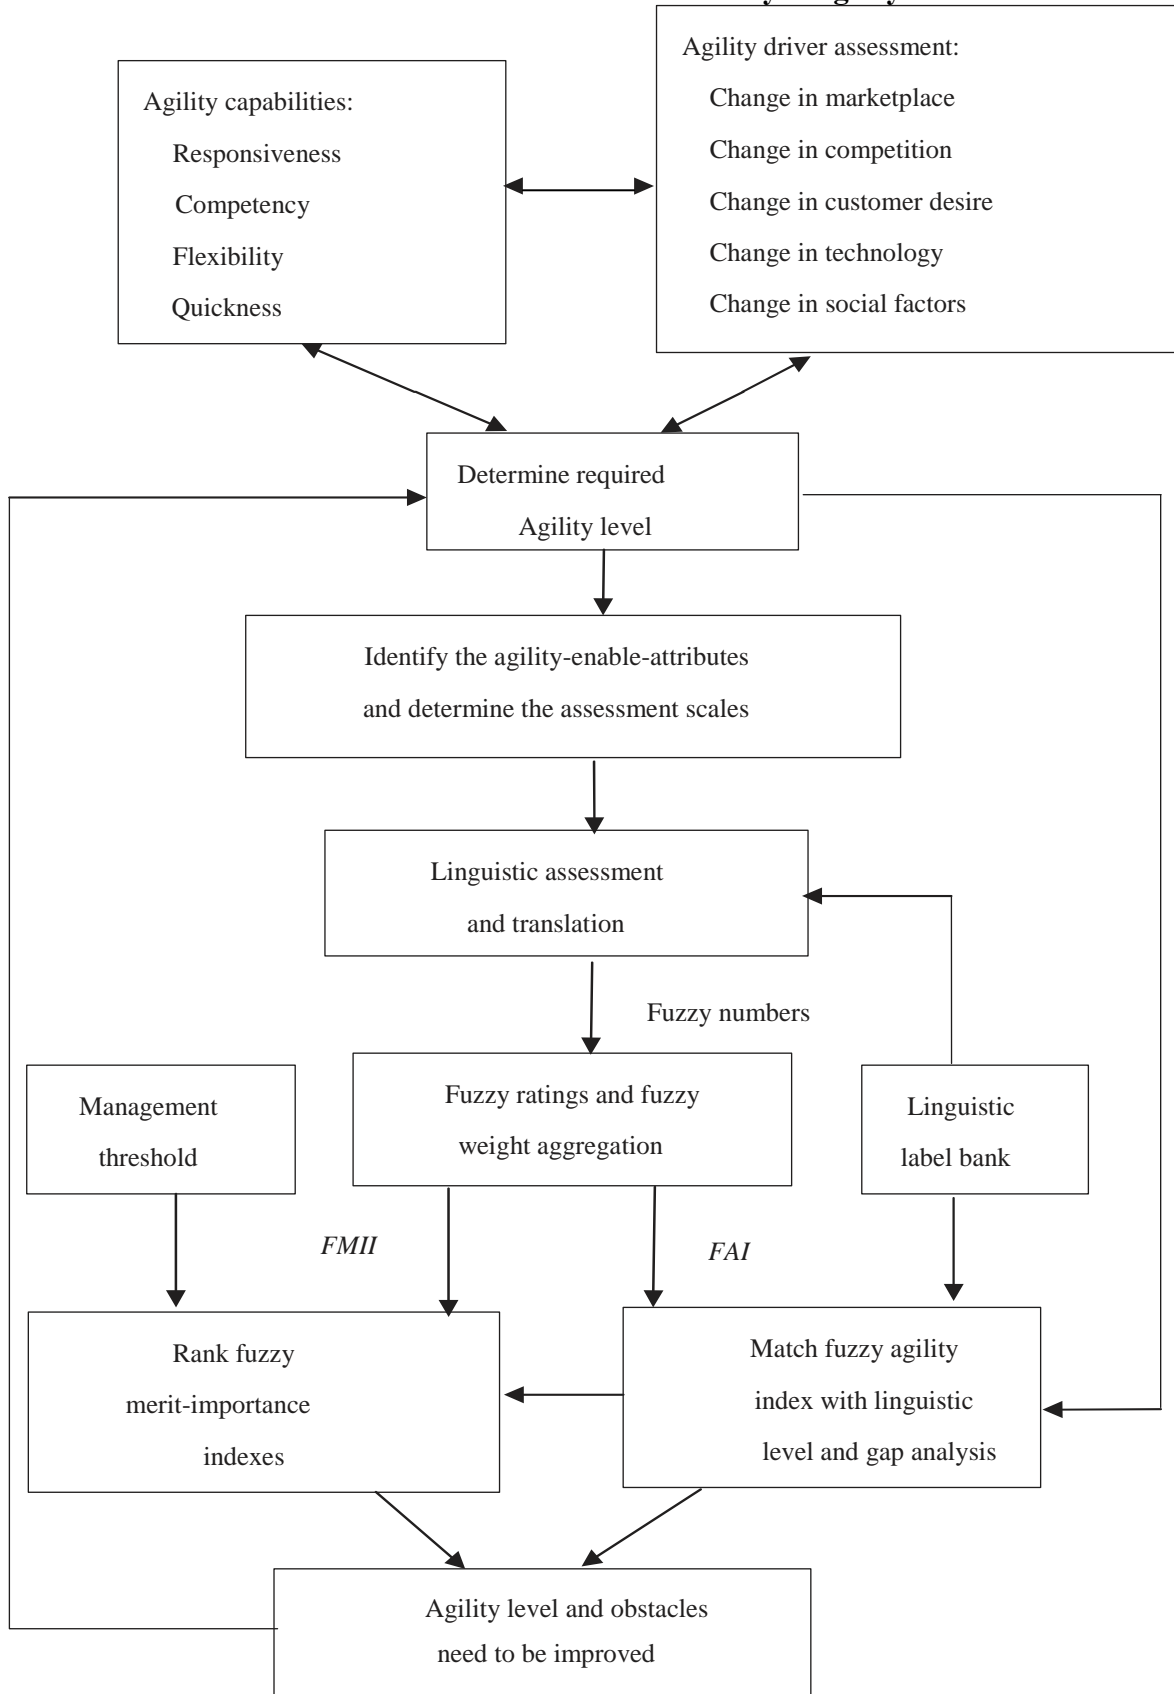 Agility driver assessment:
Change in marketplace
Change in competition
Change in customer desire
Change in technology
Change in social factors
Agility capabilities:
Responsiveness
Competency
Flexibility
Quickness
Determine required
Agility level
Identify the agility-enable-attributes
and determine the assessment scales
Linguistic assessment
and translation
Fuzzy numbers
Management
threshold
Fuzzy ratings and fuzzy
weight aggregation
Linguistic
label bank
FMII
FAI
Rank fuzzy
merit-importance
indexes
Match fuzzy agility
index with linguistic
level and gap analysis
Agility level and obstacles
need to be improved